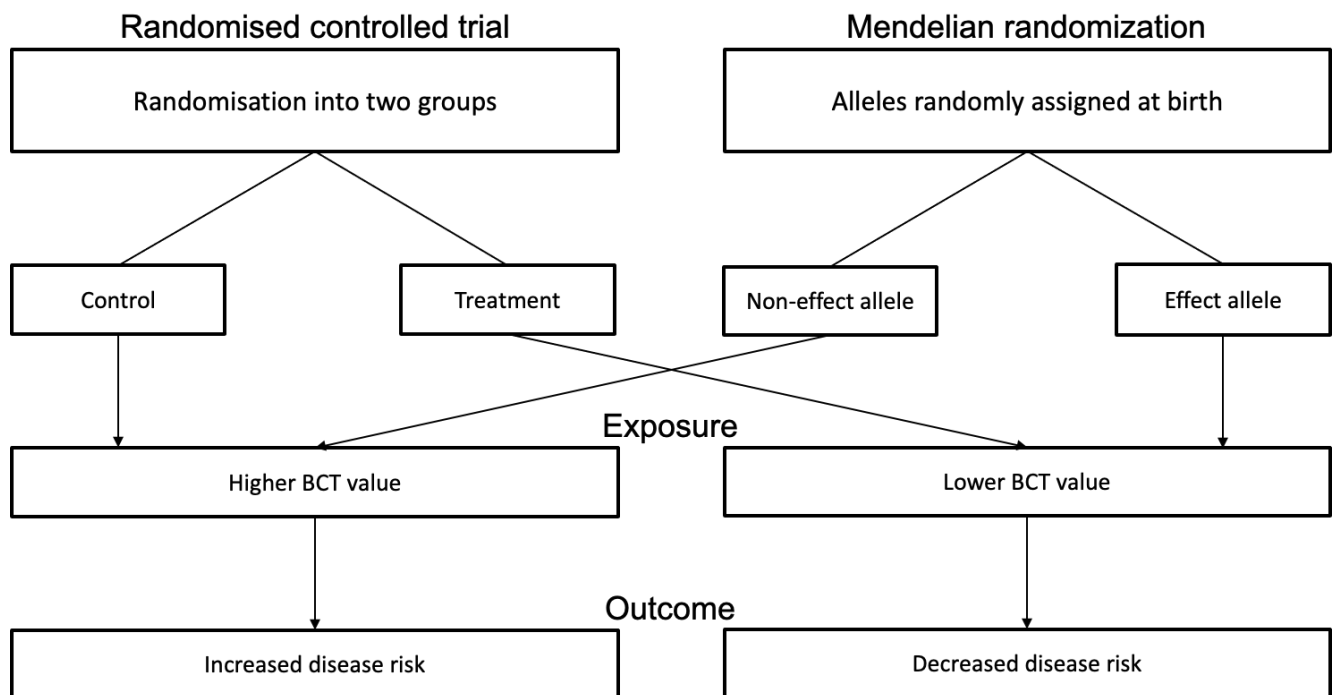 Randomised controlled trial
Mendelian randomization
Randomisation into two groups
Alleles randomly assigned at birth
Control
Treatment
Non-effect allele
Effect allele
Exposure
Higher BCT value
Lower BCT value
Outcome
Increased disease risk
Decreased disease risk